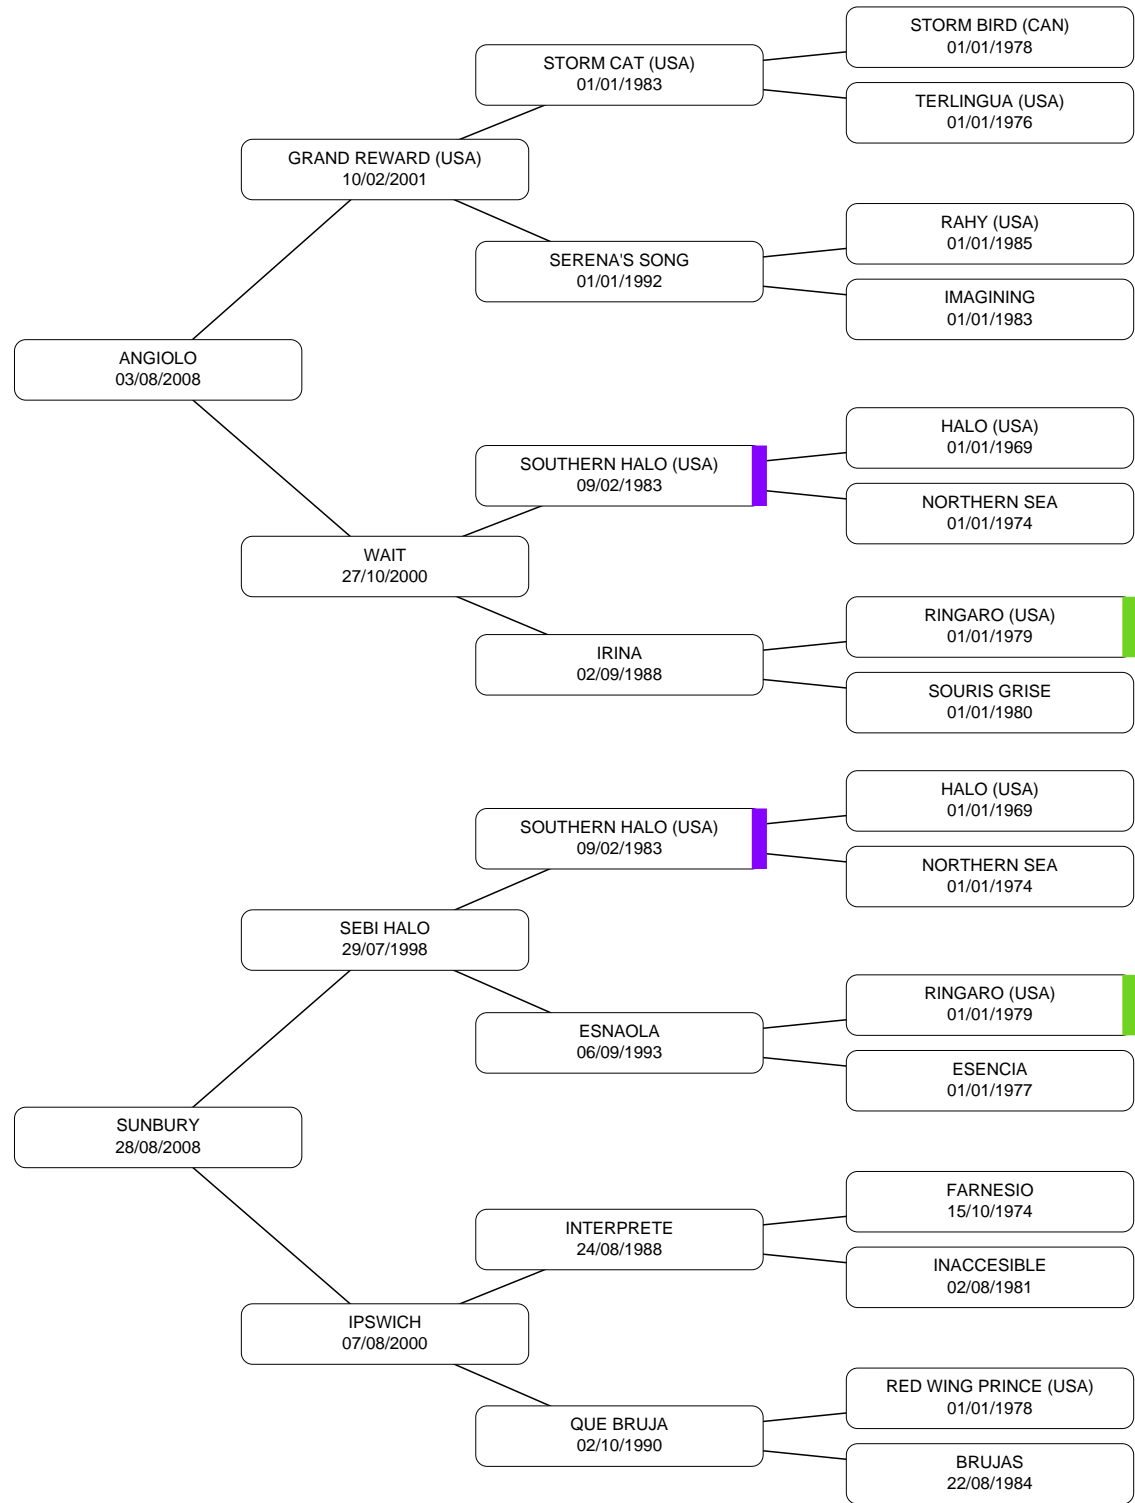 STORM BIRD (CAN)
01/01/1978
STORM CAT (USA)
01/01/1983
TERLINGUA (USA)
01/01/1976
GRAND REWARD (USA)
10/02/2001
RAHY (USA)
01/01/1985
SERENA'S SONG
01/01/1992
IMAGINING
01/01/1983
ANGIOLO
03/08/2008
HALO (USA)
01/01/1969
SOUTHERN HALO (USA)
09/02/1983
NORTHERN SEA
01/01/1974
WAIT
27/10/2000
RINGARO (USA)
01/01/1979
IRINA
02/09/1988
SOURIS GRISE
01/01/1980
HALO (USA)
01/01/1969
SOUTHERN HALO (USA)
09/02/1983
NORTHERN SEA
01/01/1974
SEBI HALO
29/07/1998
RINGARO (USA)
01/01/1979
ESNAOLA
06/09/1993
ESENCIA
01/01/1977
SUNBURY
28/08/2008
FARNESIO
15/10/1974
INTERPRETE
24/08/1988
INACCESIBLE
02/08/1981
IPSWICH
07/08/2000
RED WING PRINCE (USA)
01/01/1978
QUE BRUJA
02/10/1990
BRUJAS
22/08/1984